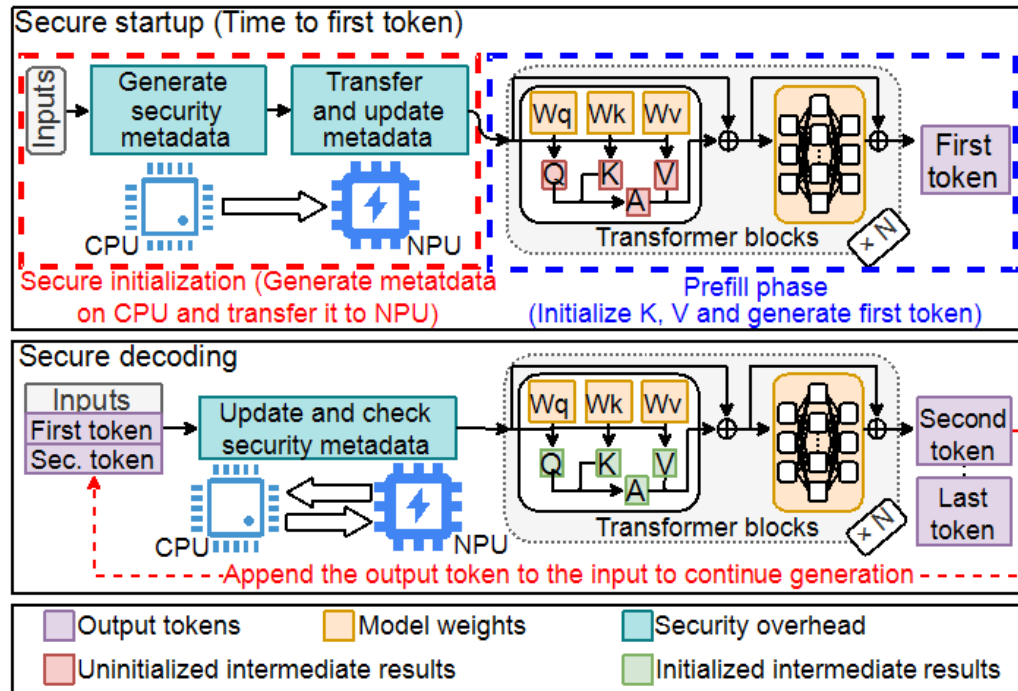 Secure startup (Time to first token)
Inputs
Generate
security
metadata
Transfer
and update
metadata
CPU
NPU
Secure initialization (Generate metatdata
on CPU and transfer it to NPU)
Wq
Wk
Wv
Q
K
V
A
Transformer blocks
× N
First
token
Prefill phase
(Initialize K, V and generate first token)
Secure decoding
Inputs
First token
Sec. token
Update and check
security metadata
CPU
NPU
Wq
Wk
Wv
Q
K
V
A
Transformer blocks
× N
Second
token
Last
token
Append the output token to the input to continue generation
Output tokens
Model weights
Security overhead
Uninitialized intermediate results
Initialized intermediate results